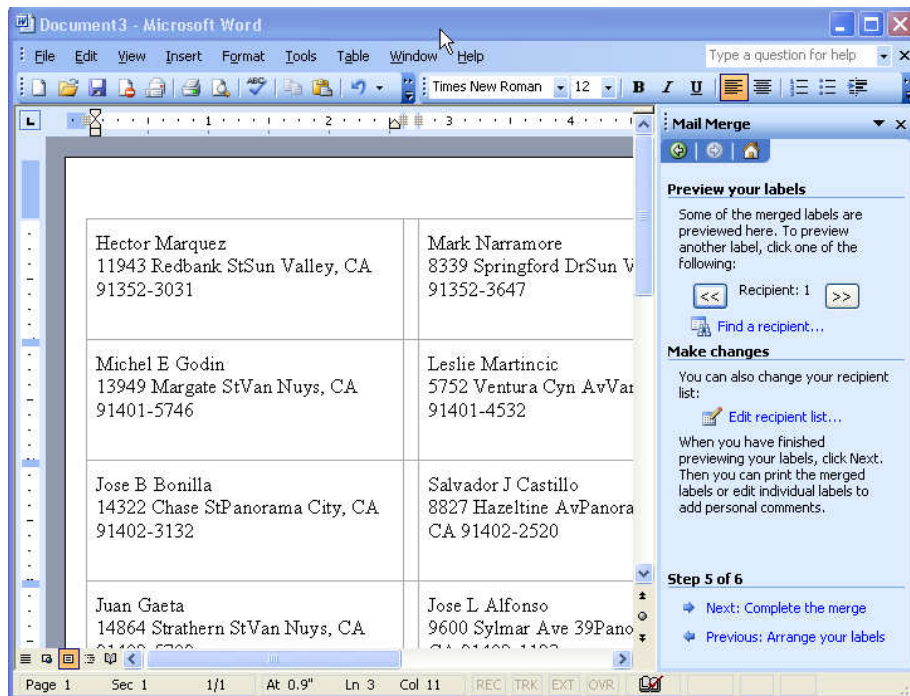 Document3 - Microsoft Word
File Edit View Insert Format Tools Table Window Help Type a question for help
Times New Roman 12 B I U
1 2 3 4
Mail Merge
Preview your labels
Some of the merged labels are
previewed here. To preview
another label, click one of the
following:
<< Recipient: 1 >>
Find a recipient...
Make changes
You can also change your recipient
list:
Edit recipient list...
When you have finished
previewing your labels, click Next.
Then you can print the merged
labels or edit individual labels to
add personal comments.
Step 5 of 6
Next: Complete the merge
Previous: Arrange your labels
Hector Marquez
11943 Redbank StSun Valley, CA
91352-3031
Mark Narramore
8339 Springford DrSun V
91352-3647
Michel E Godin
13949 Margate StVan Nuys, CA
91401-5746
Leslie Martincic
5752 Ventura Cyn AvVar
91401-4532
Jose B Bonilla
14322 Chase StPanorama City, CA
91402-3132
Salvador J Castillo
8827 Hazeltine AvPanora
CA 91402-2520
Juan Gaeta
14864 Strathern StVan Nuys, CA
Jose L Alfonso
9600 Sylmar Ave 39Pano
Page 1 Sec 1 1/1 At 0.9" Ln 3 Col 11 REC TRK EXT OVR